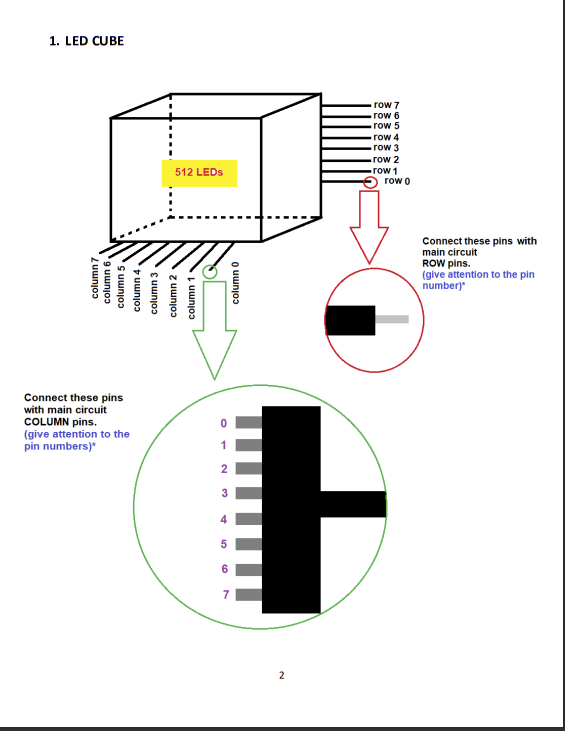 1. LED CUBE
row 7
row 6
row 5
row 4
row 3
row 2
row 1
row 0
512 LEDs
column 7
column 6
column 5
column 4
column 3
column 2
column 1
column 0
Connect these pins with
main circuit
ROW pins.
(give attention to the pin
number)*
Connect these pins
with main circuit
COLUMN pins.
(give attention to the
pin numbers)*
0
1
2
3
4
5
6
7
2